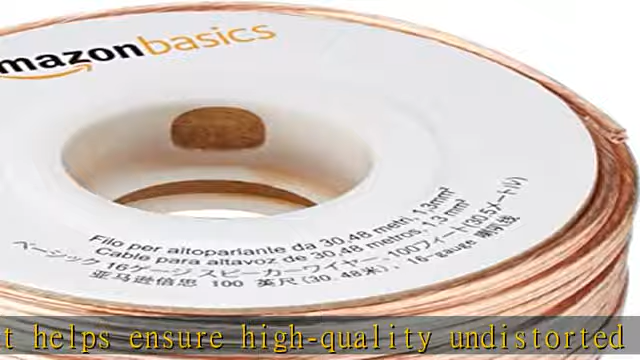 mazonbasics
Filo per altoparlante da 30.48 metri, 1,3mm²
Cable para altavoz de 30.48 metros, 1.3 mm²
ベーシック 16ゲージ スピーカーワイヤー -100フィート(30.5メートル)
亚马逊倍思 100 英尺(30.48米), 16-gauge 喇叭线
t helps ensure high-quality undistorted